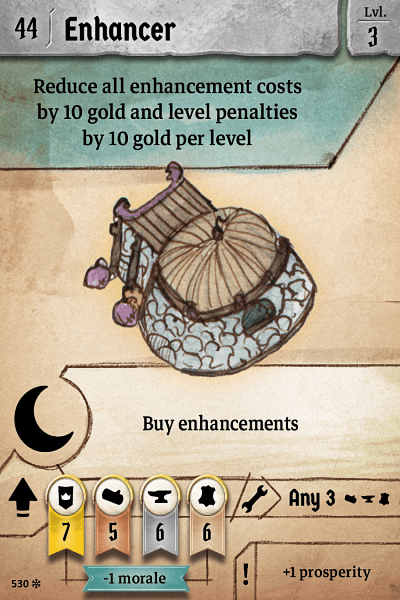 44 Enhancer
Lvl.
3
Reduce all enhancement costs
by 10 gold and level penalties
by 10 gold per level
Buy enhancements
7 5 6 6
Any 3
-1 morale
! +1 prosperity
530